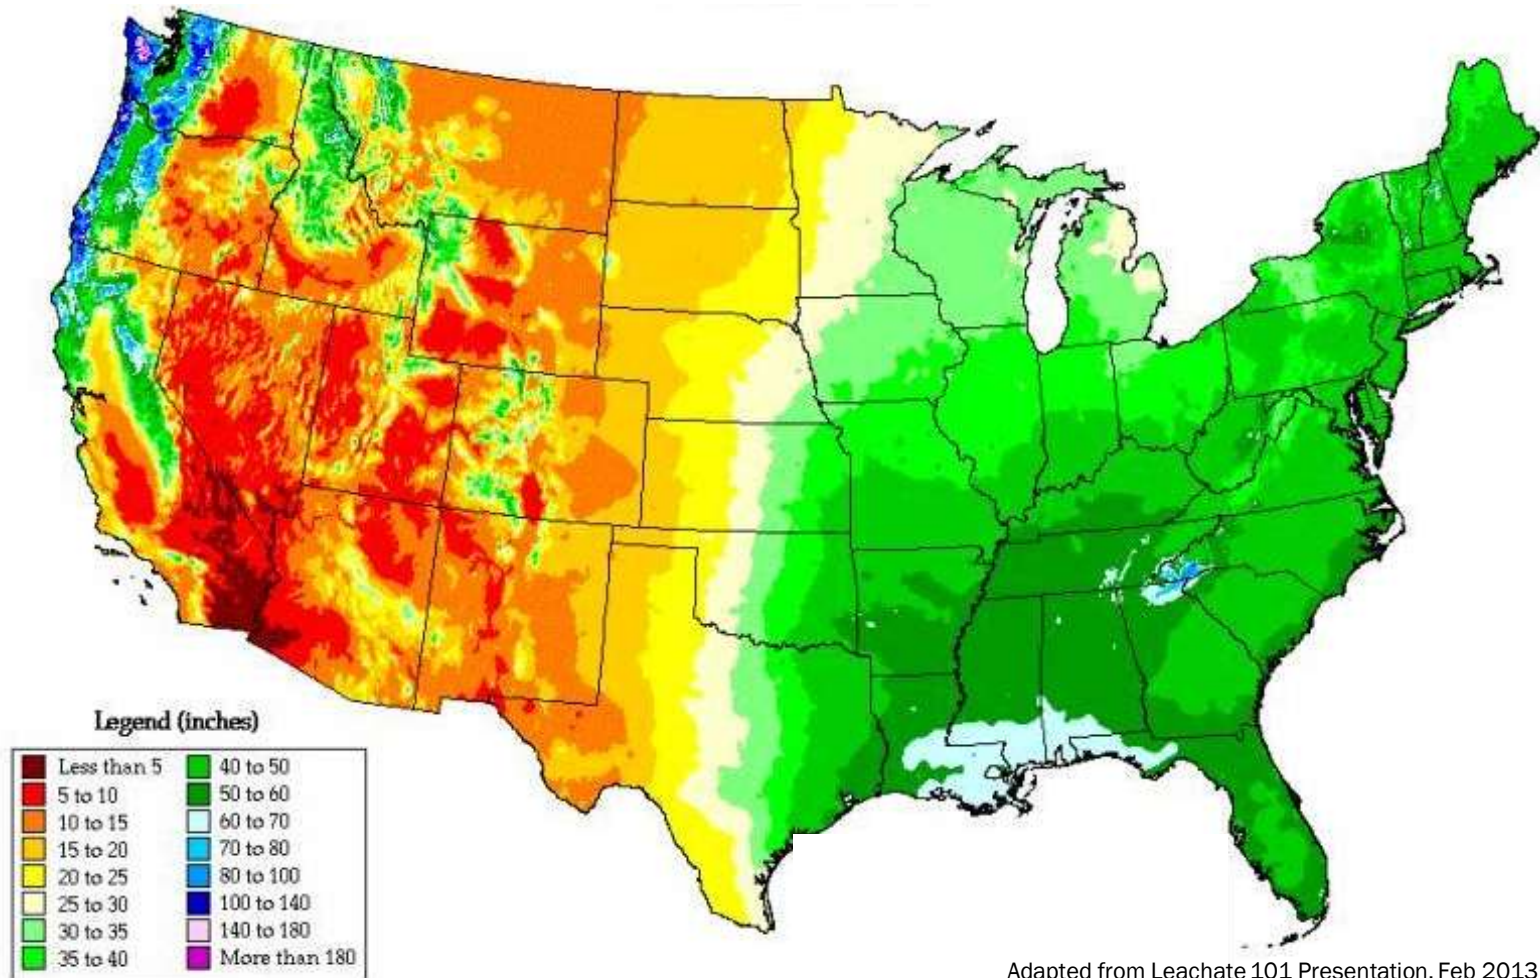 Legend (inches)
Less than 5
5 to 10
10 to 15
15 to 20
20 to 25
25 to 30
30 to 35
35 to 40
40 to 50
50 to 60
60 to 70
70 to 80
80 to 100
100 to 140
140 to 180
More than 180
Adapted from Leachate 101 Presentation, Feb 2013